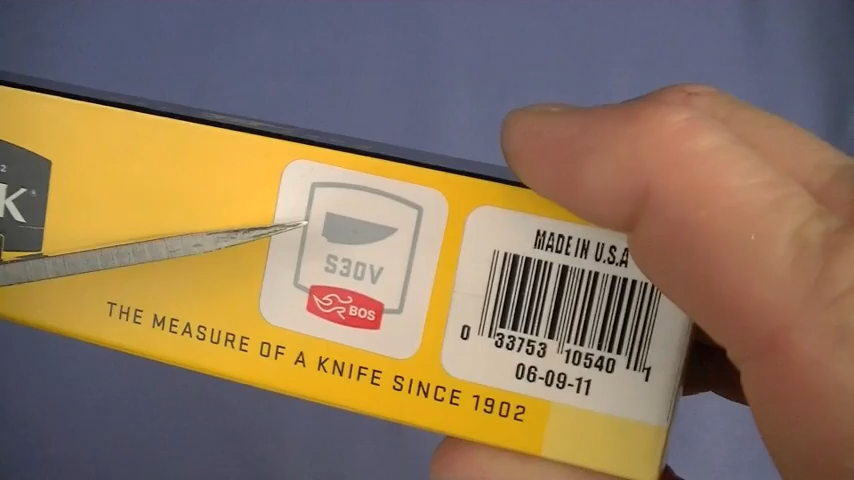 K
S30V
BOS
THE MEASURE OF A KNIFE SINCE 1902
MADE IN U.S.A
0 33753 10540 1
06-09-11